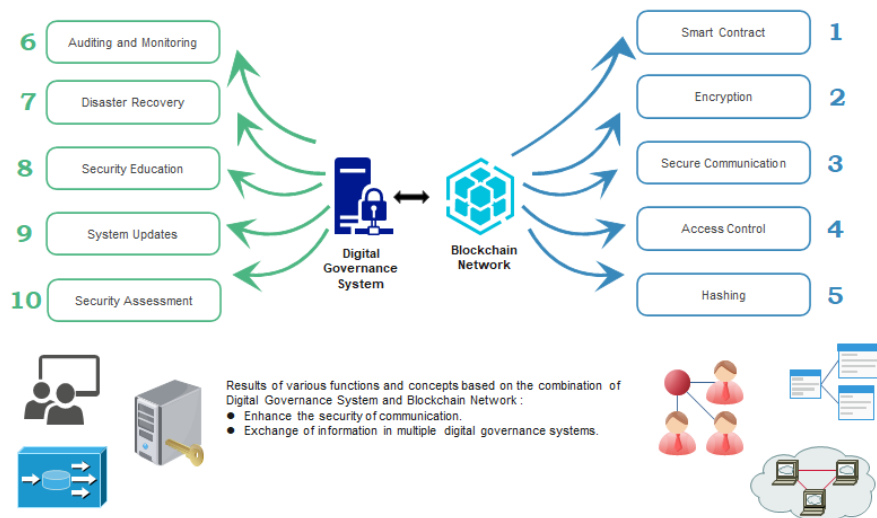 6
Auditing and Monitoring
7
Disaster Recovery
8
Security Education
9
System Updates
10
Security Assessment
Digital
Governance
System
Blockchain
Network
Smart Contract
1
Encryption
2
Secure Communication
3
Access Control
4
Hashing
5
Results of various functions and concepts based on the combination of
Digital Governance System and Blockchain Network :
● Enhance the security of communication.
● Exchange of information in multiple digital governance systems.